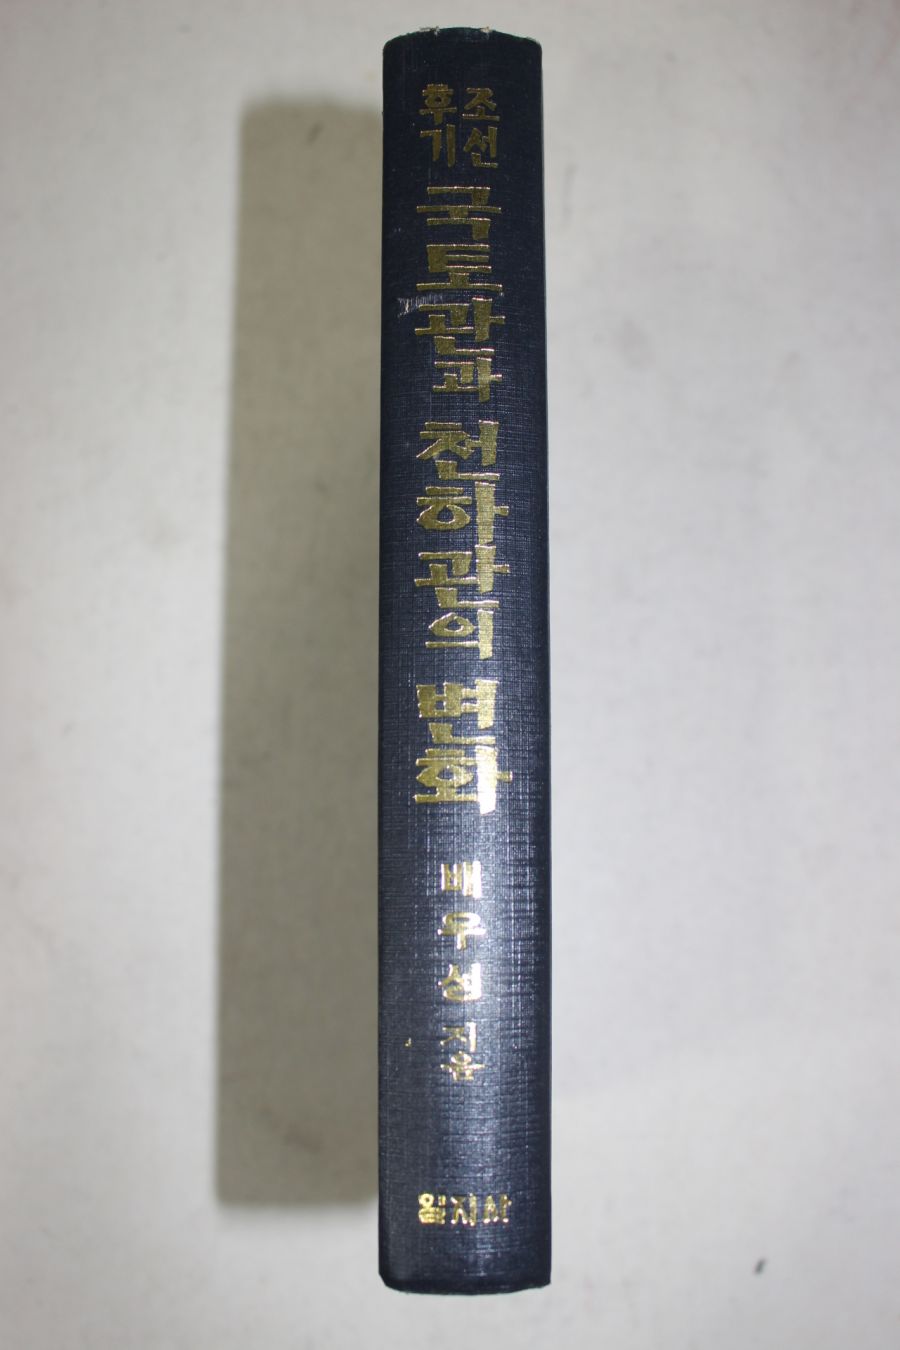 조선
후기
국토관과 천하관의 변화
배우성 지음
일지사